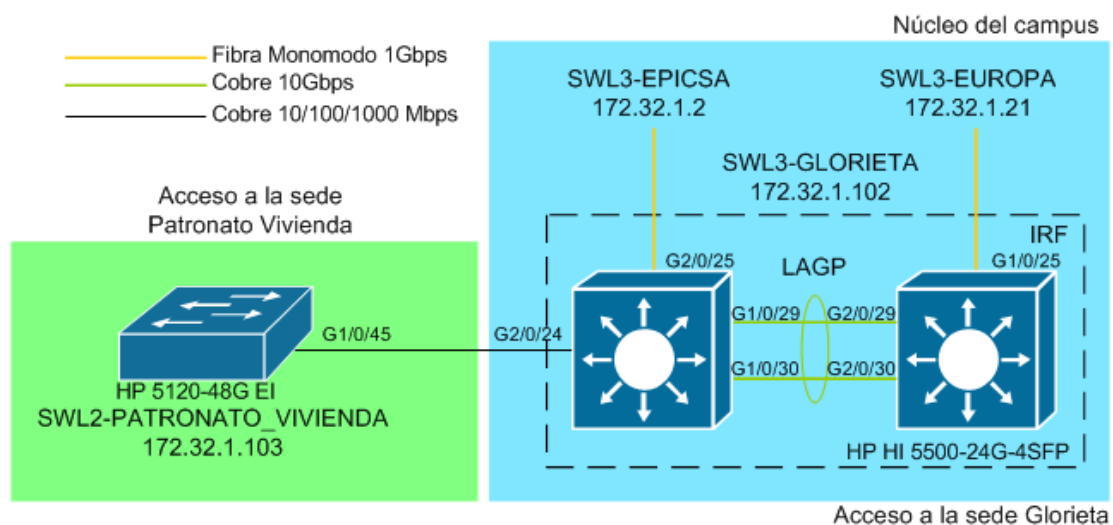 Núcleo del campus
Fibra Monomodo 1Gbps
Cobre 10Gbps
Cobre 10/100/1000 Mbps
SWL3-EPICSA
172.32.1.2
SWL3-EUROPA
172.32.1.21
SWL3-GLORIETA
172.32.1.102
Acceso a la sede
Patronato Vivienda
IRF
G2/0/25
LAGP
G1/0/25
G1/0/29
G2/0/29
G1/0/45
G2/0/24
G1/0/30
G2/0/30
HP 5120-48G EI
SWL2-PATRONATO_VIVIENDA
172.32.1.103
HP HI 5500-24G-4SFP
Acceso a la sede Glorieta